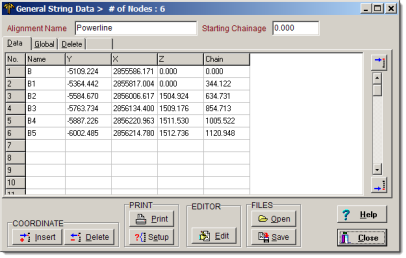 General String Data > # of Nodes : 6
Alignment Name Powerline Starting Chainage 0.000
Data Global Delete
No. Name Y X Z Chain
1 B -5109.224 2855586.171 0.000 0.000
2 B1 -5364.442 2855817.004 0.000 344.122
3 B2 -5584.670 2856006.617 1504.924 634.731
4 B3 -5763.734 2856134.400 1509.176 854.713
5 B4 -5887.226 2856220.963 1511.530 1005.522
6 B5 -6002.485 2856214.780 1512.736 1120.948
7
8
9
10
11
COORDINATE PRINT EDITOR FILES
Insert Delete Print Setup Edit Open Save Help Close